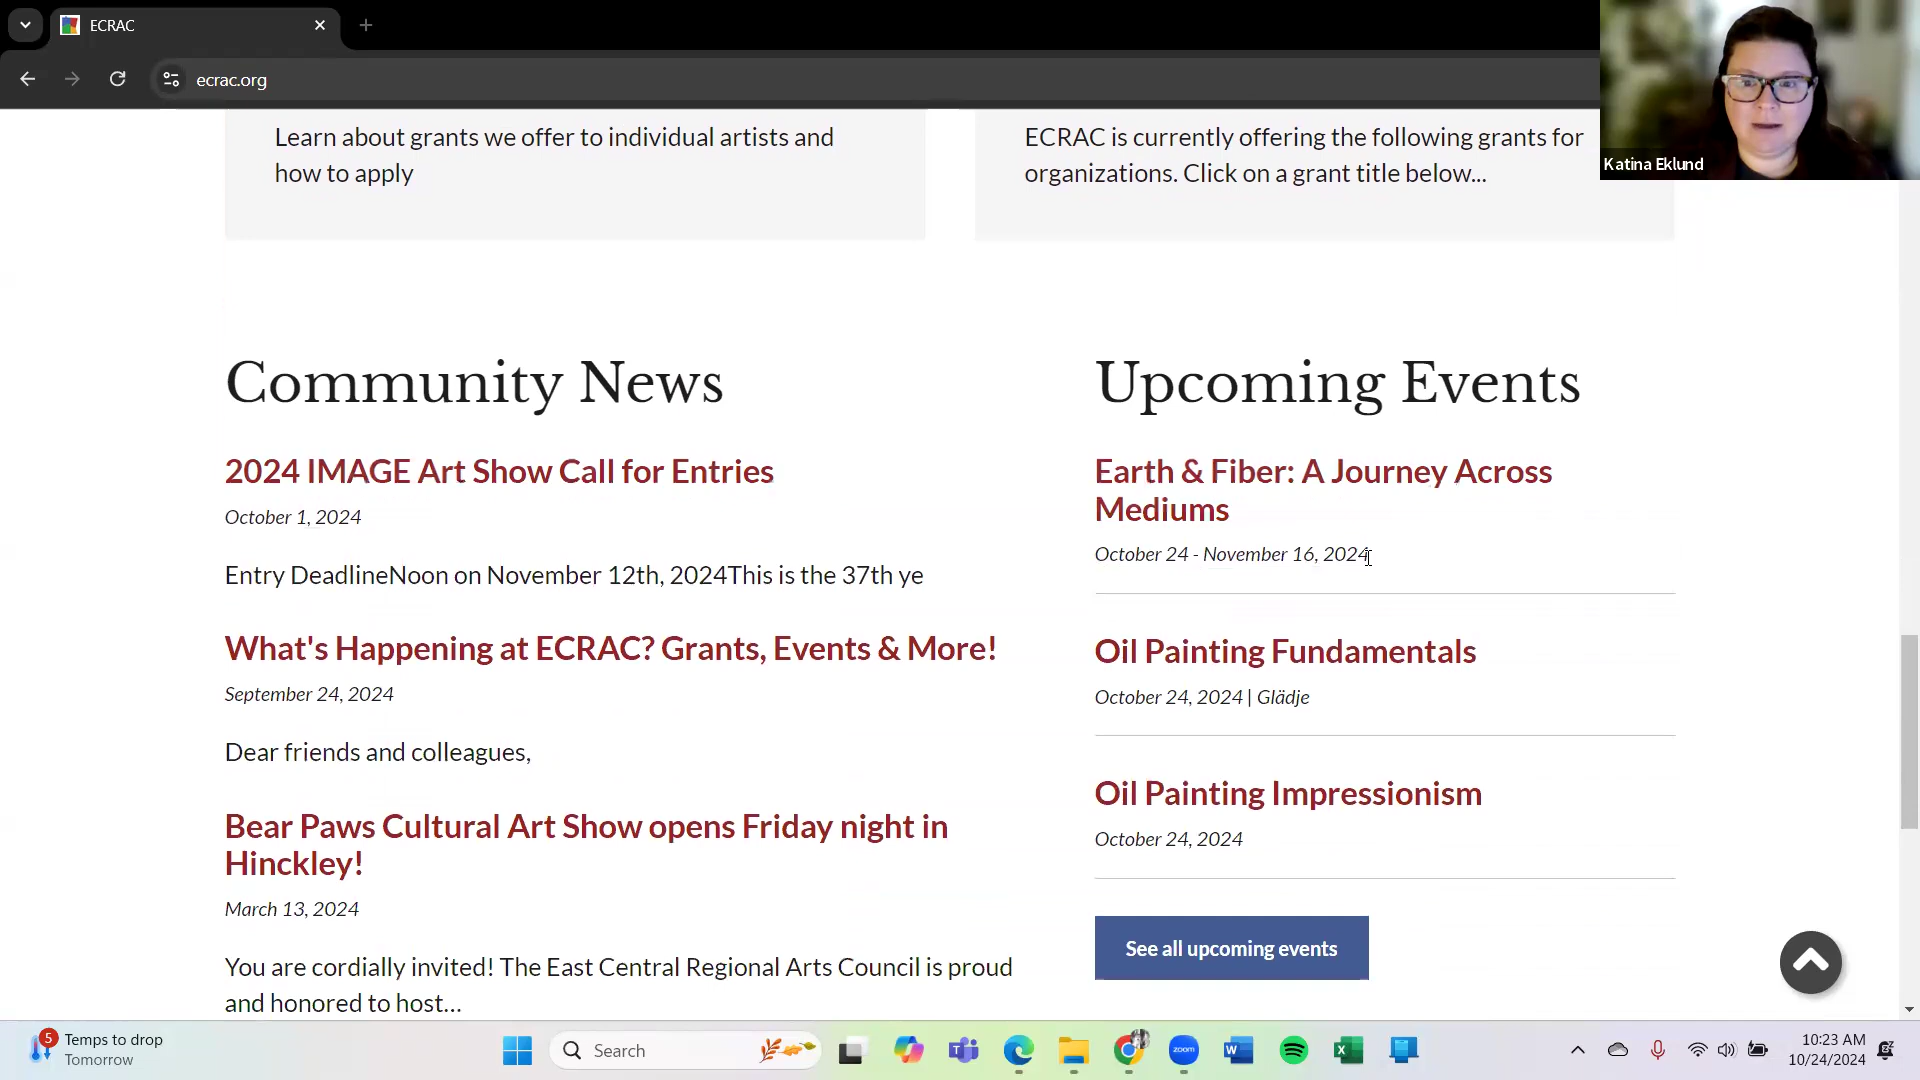 ECRAC
ecrac.org
Katina Eklund
Learn about grants we offer to individual artists and
how to apply
ECRAC is currently offering the following grants for
organizations. Click on a grant title below...
Community News
2024 IMAGE Art Show Call for Entries
October 1, 2024
Entry DeadlineNoon on November 12th, 2024This is the 37th ye
What's Happening at ECRAC? Grants, Events & More!
September 24, 2024
Dear friends and colleagues,
Bear Paws Cultural Art Show opens Friday night in
Hinckley!
March 13, 2024
You are cordially invited! The East Central Regional Arts Council is proud
and honored to host...
Upcoming Events
Earth & Fiber: A Journey Across
Mediums
October 24 - November 16, 2024
Oil Painting Fundamentals
October 24, 2024 | Glädje
Oil Painting Impressionism
October 24, 2024
See all upcoming events
5
Temps to drop
Tomorrow
Search
zoom
10:23 AM
10/24/2024